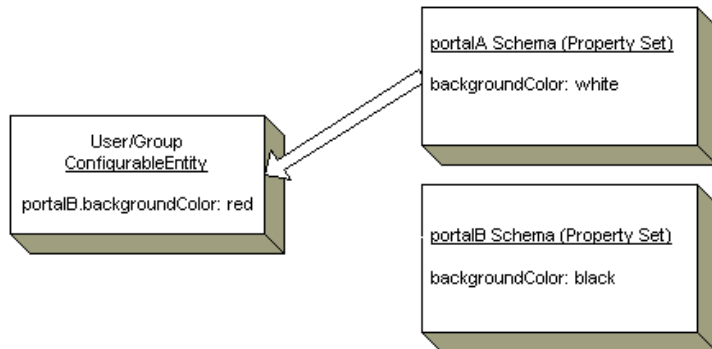 portalA Schema (Property Set)
backgroundColor: white
User/Group
ConfigurableEntity
portalB.backgroundColor: red
portalB Schema (Property Set)
backgroundColor: black